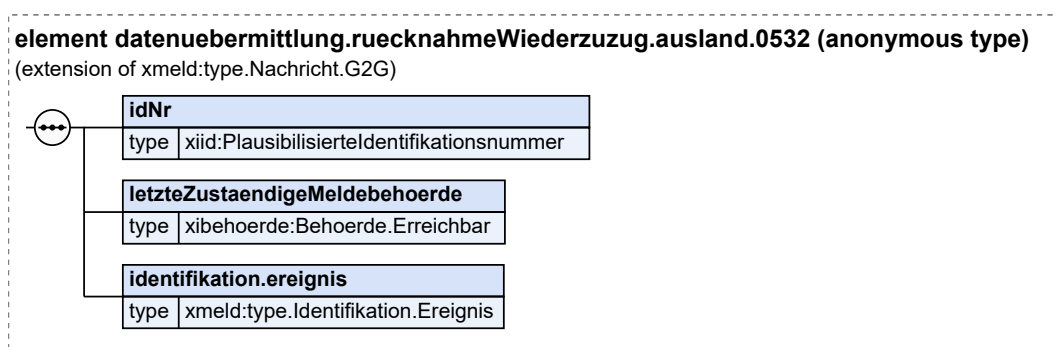 element datenuebermittlung.ruecknahmeWiederzuzug.ausland.0532 (anonymous type)
(extension of xmeld:type.Nachricht.G2G)
idNr
type xiid:PlausibilisierteIdentifikationsnummer
letzteZustaendigeMeldebehoerde
type xibehoerde:Behoerde.Erreichbar
identifikation.ereignis
type xmeld:type.Identifikation.Ereignis